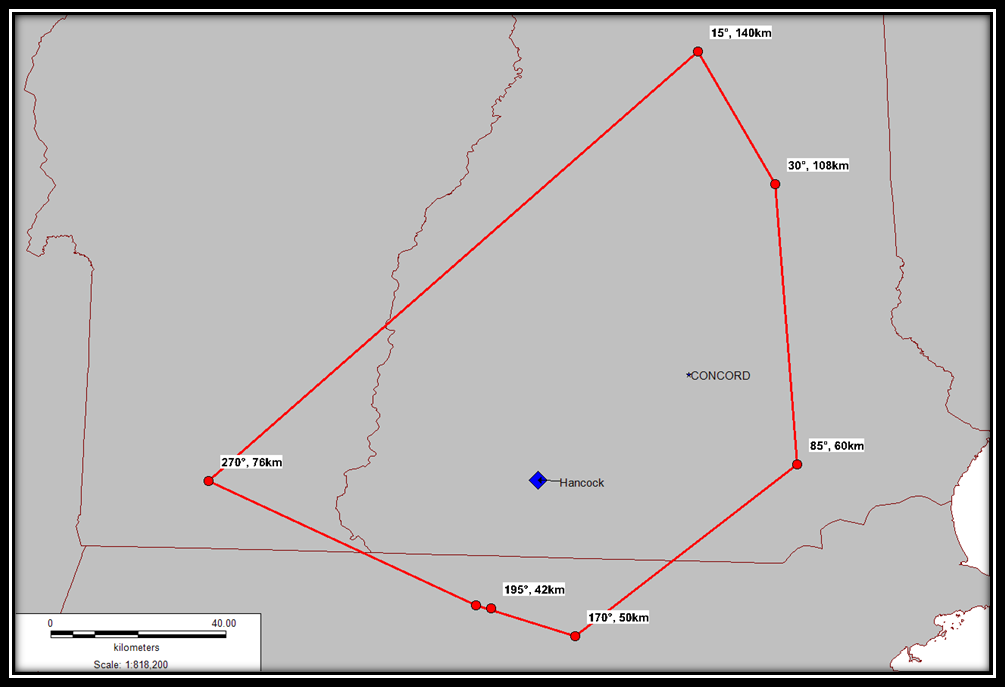 15°, 140km
30°, 108km
*CONCORD
85°, 60km
270°, 76km
Hancock
195°, 42km
170°, 50km
0 40.00
kilometers
Scale: 1:818,200